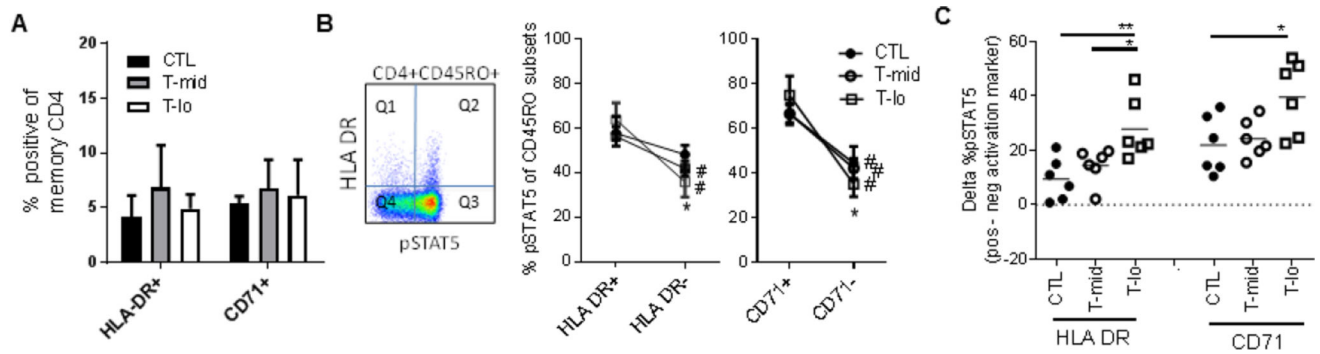 A
% positive of
memory CD4
20
15
10
5
0
CTL
T-mid
T-lo
HLA-DR+
CD71+
B
CD4+CD45RO+
Q1
Q2
Q4
Q3
HLA DR
pSTAT5
% pSTAT5 of CD45RO subsets
100
80
60
40
20
0
#
#
*
HLA DR+
HLA DR-
100
80
60
40
20
0
CTL
T-mid
T-lo
#
#
#
*
CD71+
CD71-
C
Delta %pSTAT5
(pos - neg activation marker)
60
40
20
0
-20
**
*
*
CTL
T-mid
T-lo
CTL
T-mid
T-lo
HLA DR
CD71